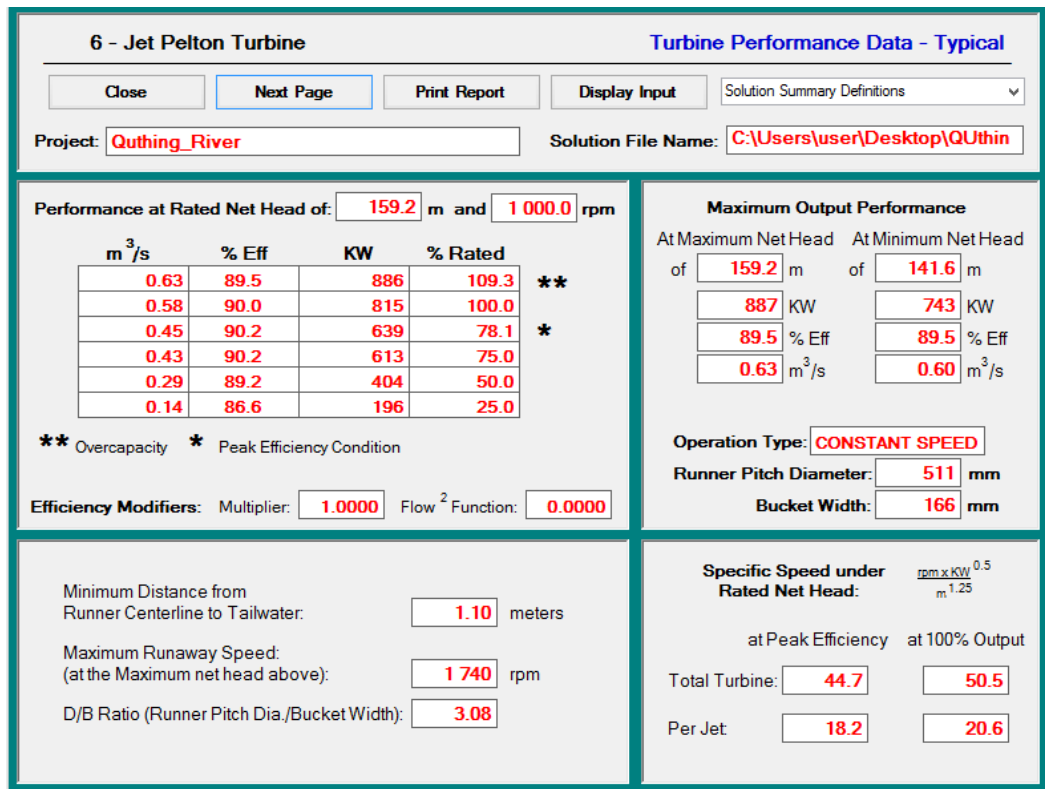 6 - Jet Pelton Turbine
Turbine Performance Data - Typical
Close Next Page Print Report Display Input Solution Summary Definitions
Project: Quthing_River Solution File Name: C:\Users\user\Desktop\QUthin
Performance at Rated Net Head of: 159.2 m and 1 000.0 rpm
m3/s % Eff KW % Rated
0.63 89.5 886 109.3 **
0.58 90.0 815 100.0
0.45 90.2 639 78.1 *
0.43 90.2 613 75.0
0.29 89.2 404 50.0
0.14 86.6 196 25.0
** Overcapacity * Peak Efficiency Condition
Efficiency Modifiers: Multiplier: 1.0000 Flow 2 Function: 0.0000
Maximum Output Performance
At Maximum Net Head At Minimum Net Head
of 159.2 m of 141.6 m
887 KW 743 KW
89.5 % Eff 89.5 % Eff
0.63 m3/s 0.60 m3/s
Operation Type: CONSTANT SPEED
Runner Pitch Diameter: 511 mm
Bucket Width: 166 mm
Minimum Distance from
Runner Centerline to Tailwater: 1.10 meters
Maximum Runaway Speed:
(at the Maximum net head above): 1 740 rpm
D/B Ratio (Runner Pitch Dia./Bucket Width): 3.08
Specific Speed under
Rated Net Head:
rpm x KW 0.5
m 1.25
at Peak Efficiency at 100% Output
Total Turbine: 44.7 50.5
Per Jet: 18.2 20.6